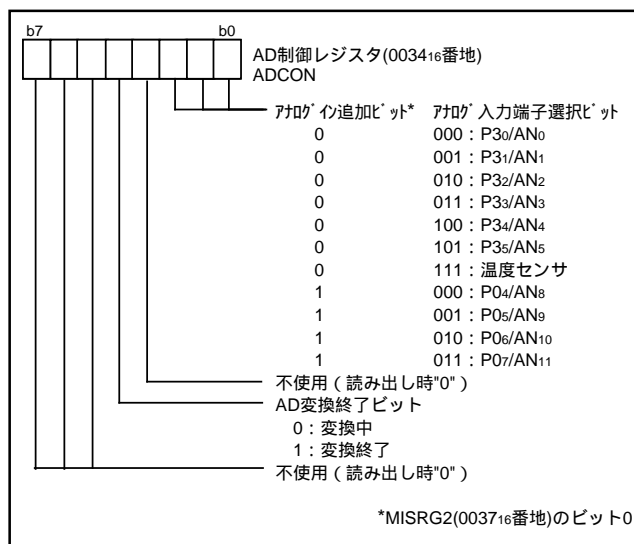 b7 b0
AD制御レジスタ(003416番地)
ADCON
アナログイン追加ビット* アナログ入力端子選択ビット
0 000：P30/AN0
0 001：P31/AN1
0 010：P32/AN2
0 011：P33/AN3
0 100：P34/AN4
0 101：P35/AN5
0 111：温度センサ
1 000：P04/AN8
1 001：P05/AN9
1 010：P06/AN10
1 011：P07/AN11
不使用（読み出し時"0"）
AD変換終了ビット
0：変換中
1：変換終了
不使用（読み出し時"0"）
*MISRG2(003716番地)のビット0